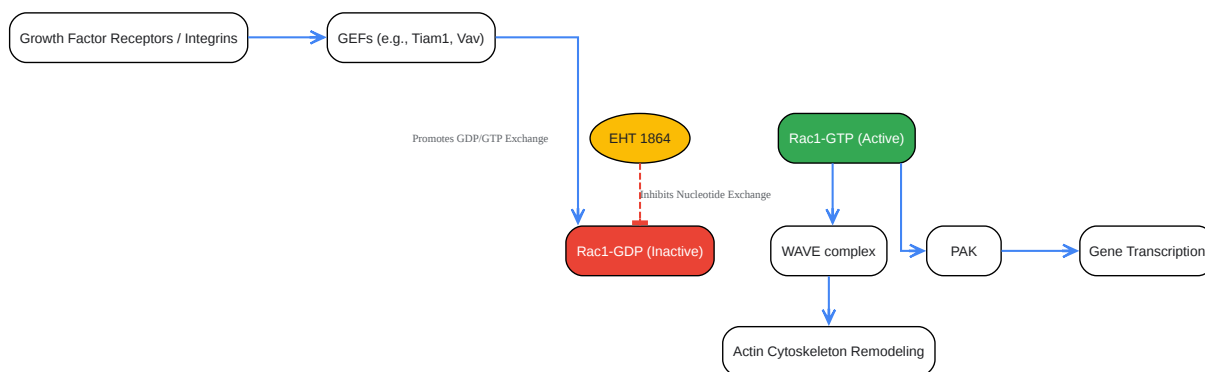 Growth Factor Receptors / Integrins
GEFs (e.g., Tiam1, Vav)
Promotes GDP/GTP Exchange
EHT 1864
Rac1-GTP (Active)
Inhibits Nucleotide Exchange
Rac1-GDP (Inactive)
WAVE complex
PAK
Gene Transcription
Actin Cytoskeleton Remodeling